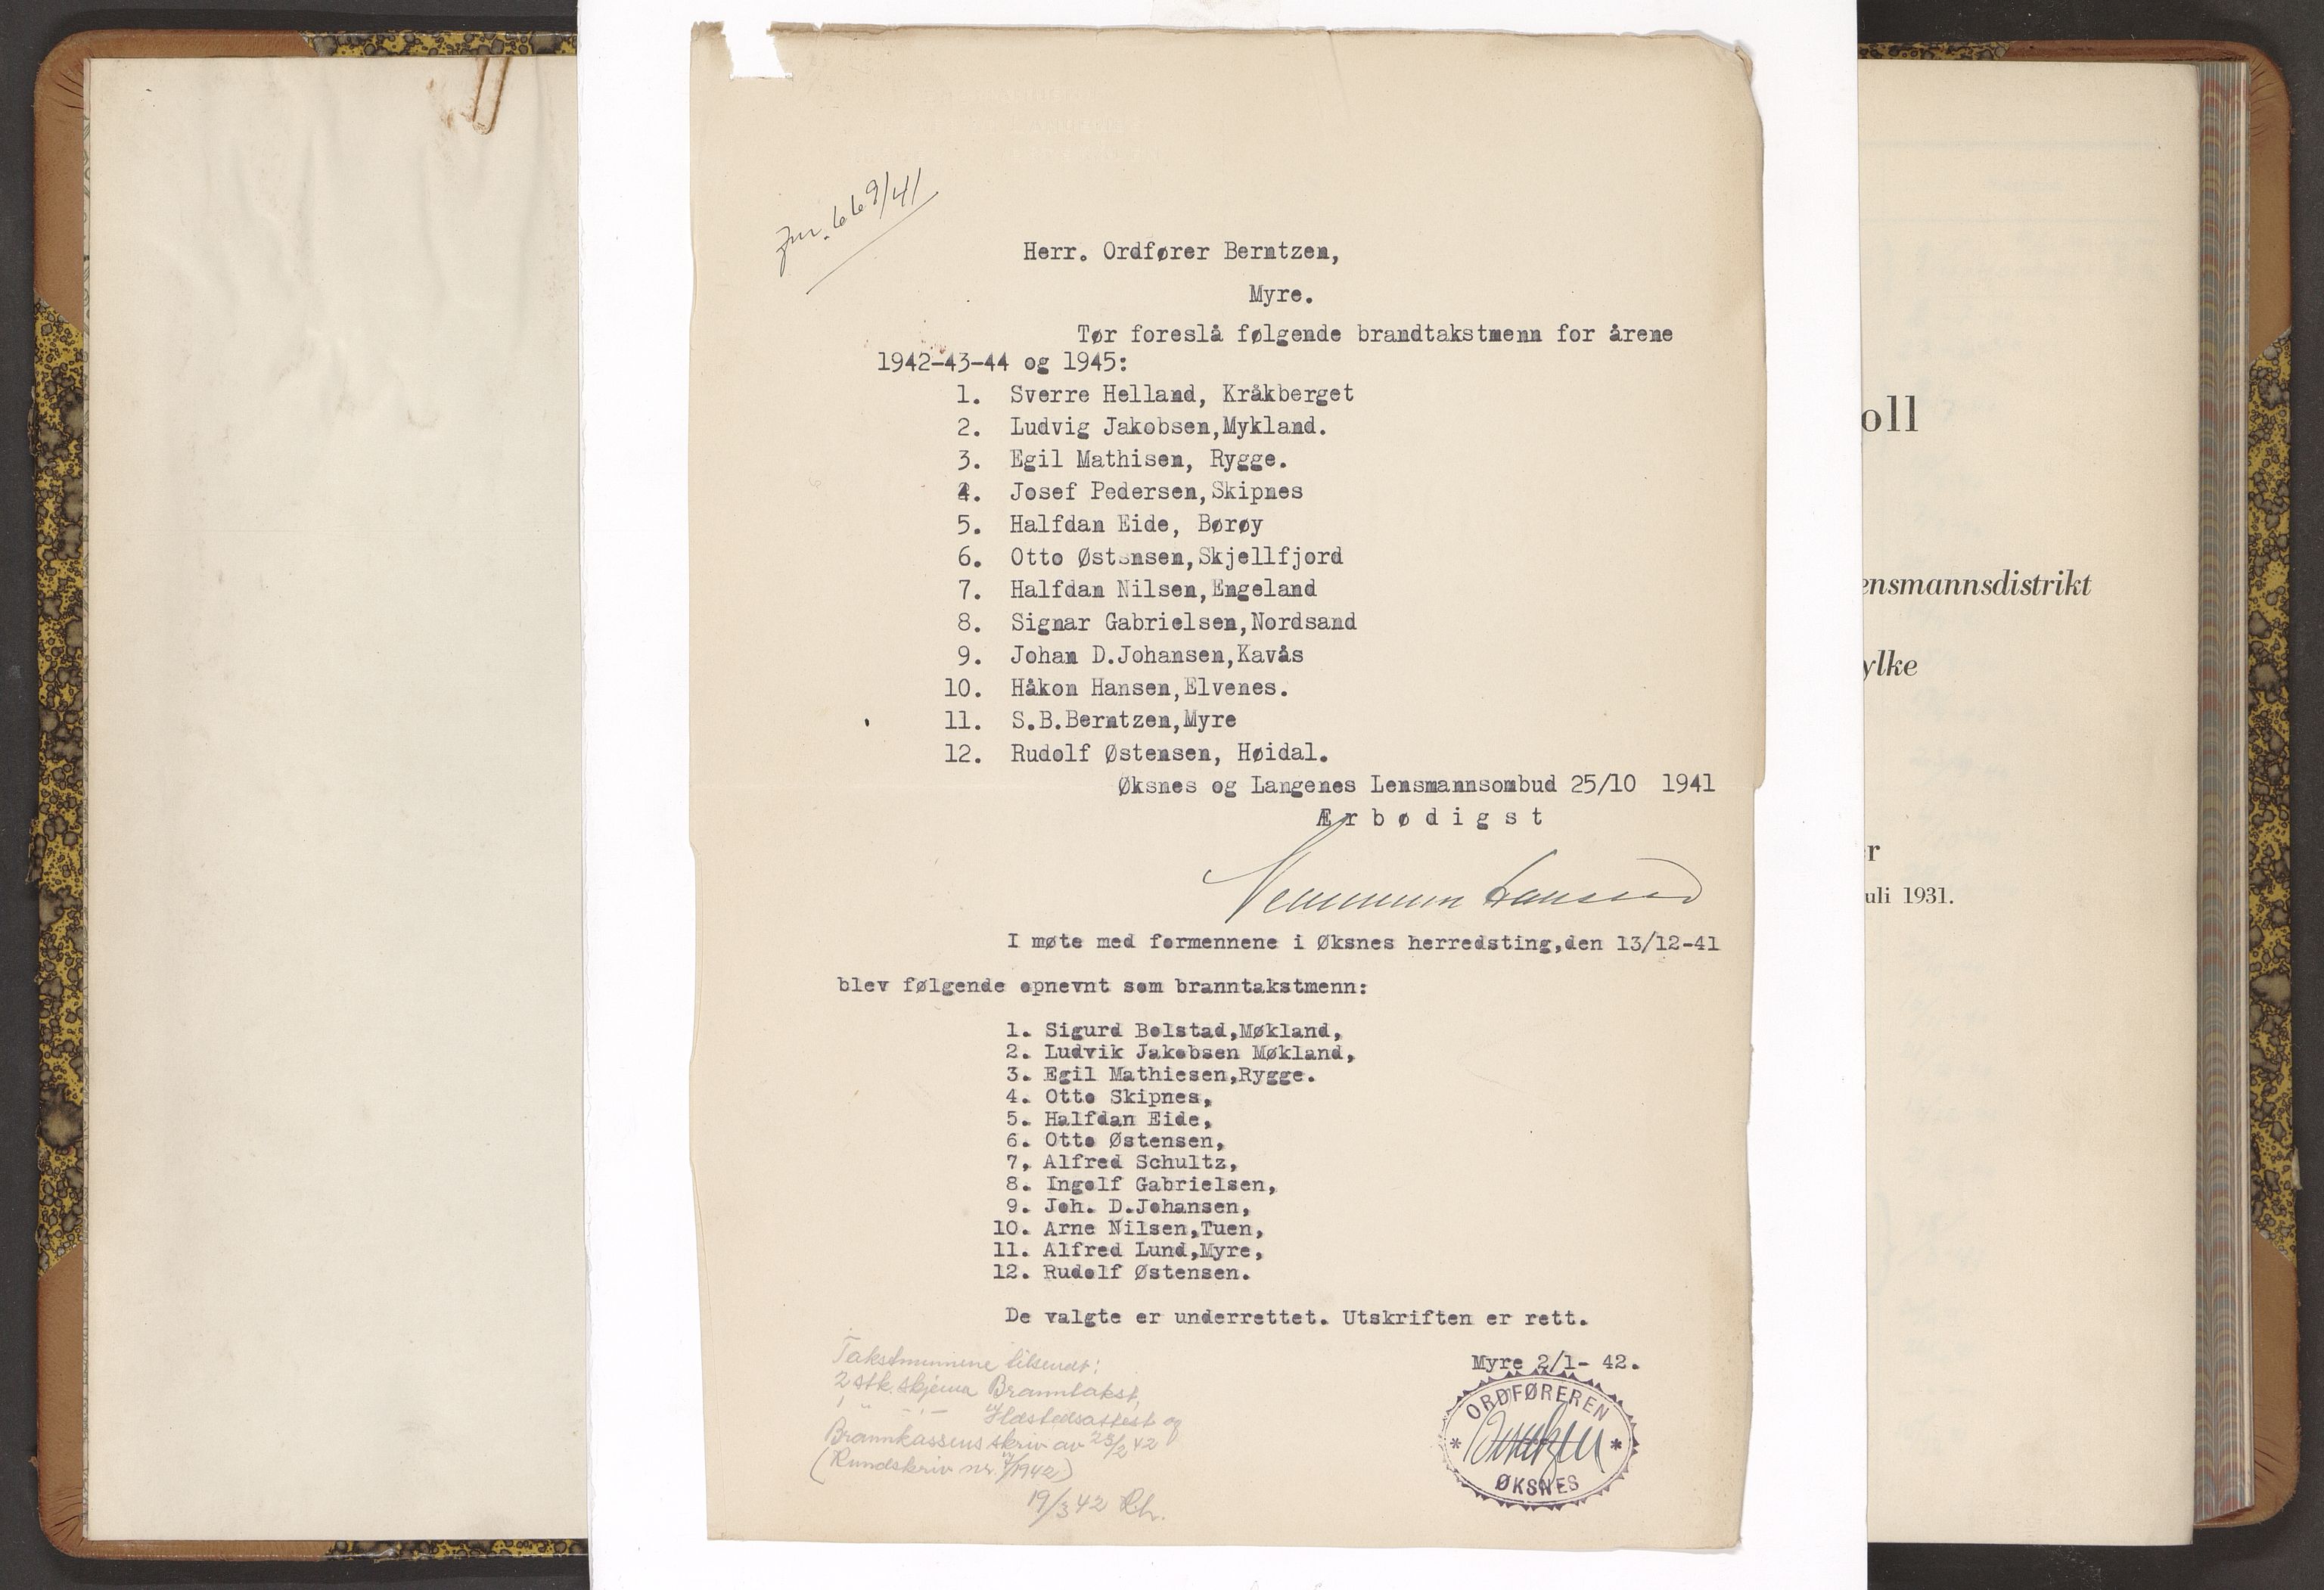 Jnr. 669/41
Herr. Ordfører Berntzen,
Myre.
Tør foreslå følgende brandtakstmenn for årene
1942-43-44 og 1945:
1. Sverre Helland, Kråkberget
2. Ludvig Jakobsen,Mykland.
3. Egil Mathisen, Rygge.
4. Josef Pedersen,Skipnes
5. Halfdan Eide, Børøy
6. Otto Østensen,Skjellfjord
7. Halfdan Nilsen,Engeland
8. Signar Gabrielsen,Nordsand
9. Johan D.Johansen,Kavås
10. Håkon Hansen,Elvenes.
11. S.B.Berntzen,Myre
12. Rudolf Østensen, Høidal.
Øksnes og Langenes Lensmannsombud 25/10 1941
Ærbødigst
I møte med formennene i Øksnes herredsting,den 13/12-41
blev følgende opnevnt som branntakstmenn:
1. Sigurd Bolstad,Møkland,
2. Ludvik Jakobsen Møkland,
3. Egil Mathiesen,Rygge.
4. Otto Skipnes,
5. Halfdan Eide,
6. Otto Østensen,
7, Alfred Schultz,
8. Ingolf Gabrielsen,
9. Joh. D.Johansen,
10. Arne Nilsen,Tuen,
11. Alfred Lund,Myre,
12. Rudolf Østensen.
De valgte er underrettet. Utskriften er rett.
Myre 2/1- 42.
ORDFØREREN
Berntzen
* *
ØKSNES
Takstmennene tilsendt:
2 stk. skjema Branntakst,
1 " -"- Ildstedsattest og
Brannkassens skriv av 23/2 42
(Rundskriv nr. 4/1942)
19/3 42 Rh.
oll
ensmannsdistrikt
ylke
r
uli 1931.